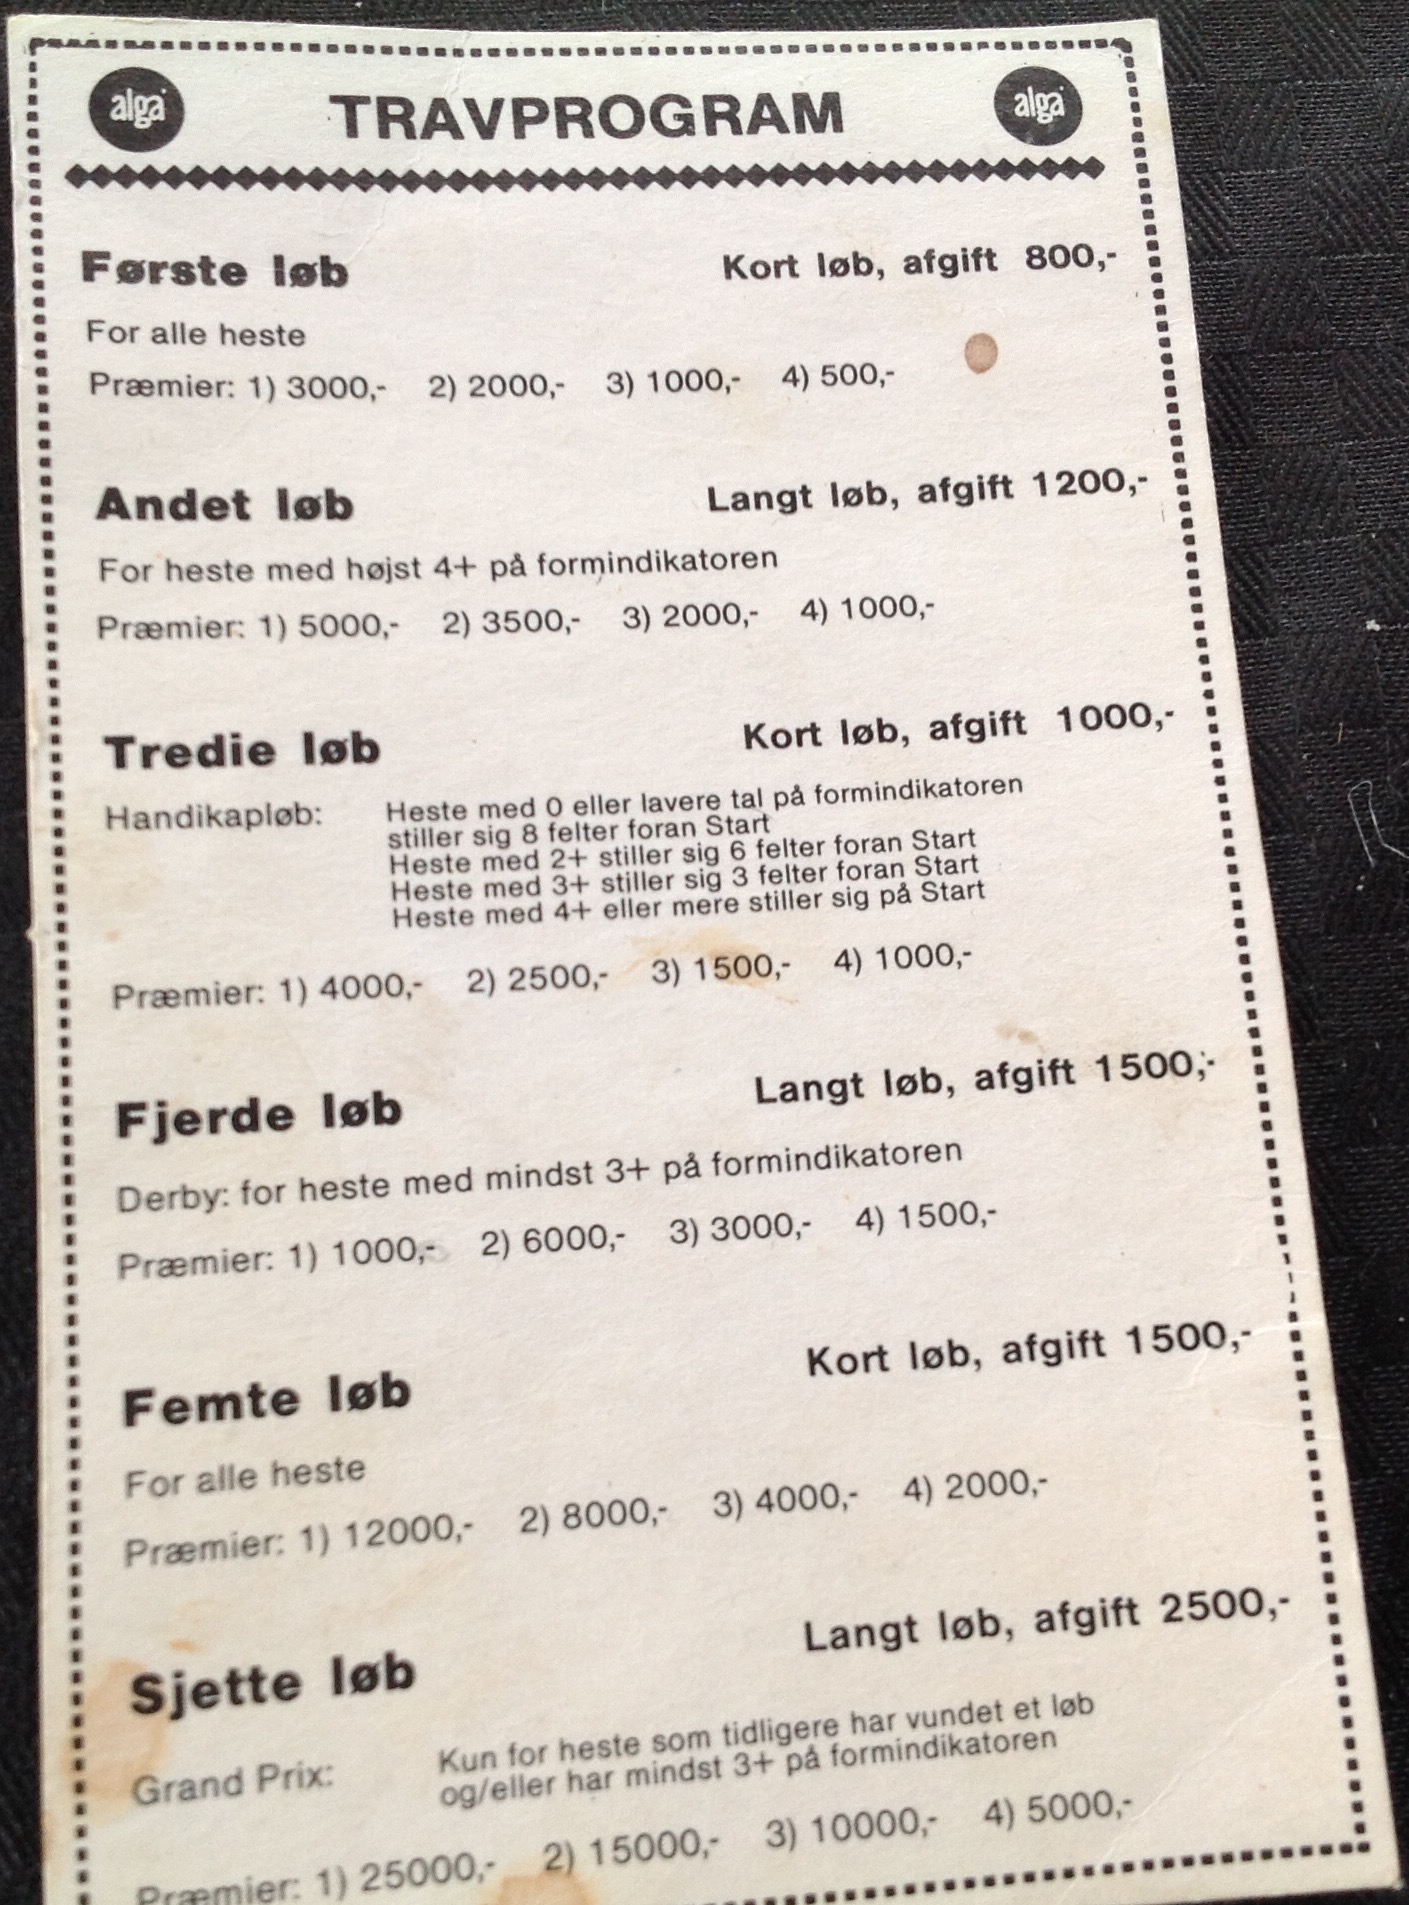 alga TRAVPROGRAM alga
Første løb Kort løb, afgift 800,-
For alle heste
Præmier: 1) 3000,- 2) 2000,- 3) 1000,- 4) 500,-
Andet løb Langt løb, afgift 1200,-
For heste med højst 4+ på formindikatoren
Præmier: 1) 5000,- 2) 3500,- 3) 2000,- 4) 1000,-
Tredie løb Kort løb, afgift 1000,-
Handikapløb: Heste med 0 eller lavere tal på formindikatoren
stiller sig 8 felter foran Start
Heste med 2+ stiller sig 6 felter foran Start
Heste med 3+ stiller sig 3 felter foran Start
Heste med 4+ eller mere stiller sig på Start
Præmier: 1) 4000,- 2) 2500,- 3) 1500,- 4) 1000,-
Fjerde løb Langt løb, afgift 1500,-
Derby: for heste med mindst 3+ på formindikatoren
Præmier: 1) 1000,- 2) 6000,- 3) 3000,- 4) 1500,-
Femte løb Kort løb, afgift 1500,-
For alle heste
Præmier: 1) 12000,- 2) 8000,- 3) 4000,- 4) 2000,-
Sjette løb Langt løb, afgift 2500,-
Grand Prix: Kun for heste som tidligere har vundet et løb
og/eller har mindst 3+ på formindikatoren
Præmier: 1) 25000,- 2) 15000,- 3) 10000,- 4) 5000,-